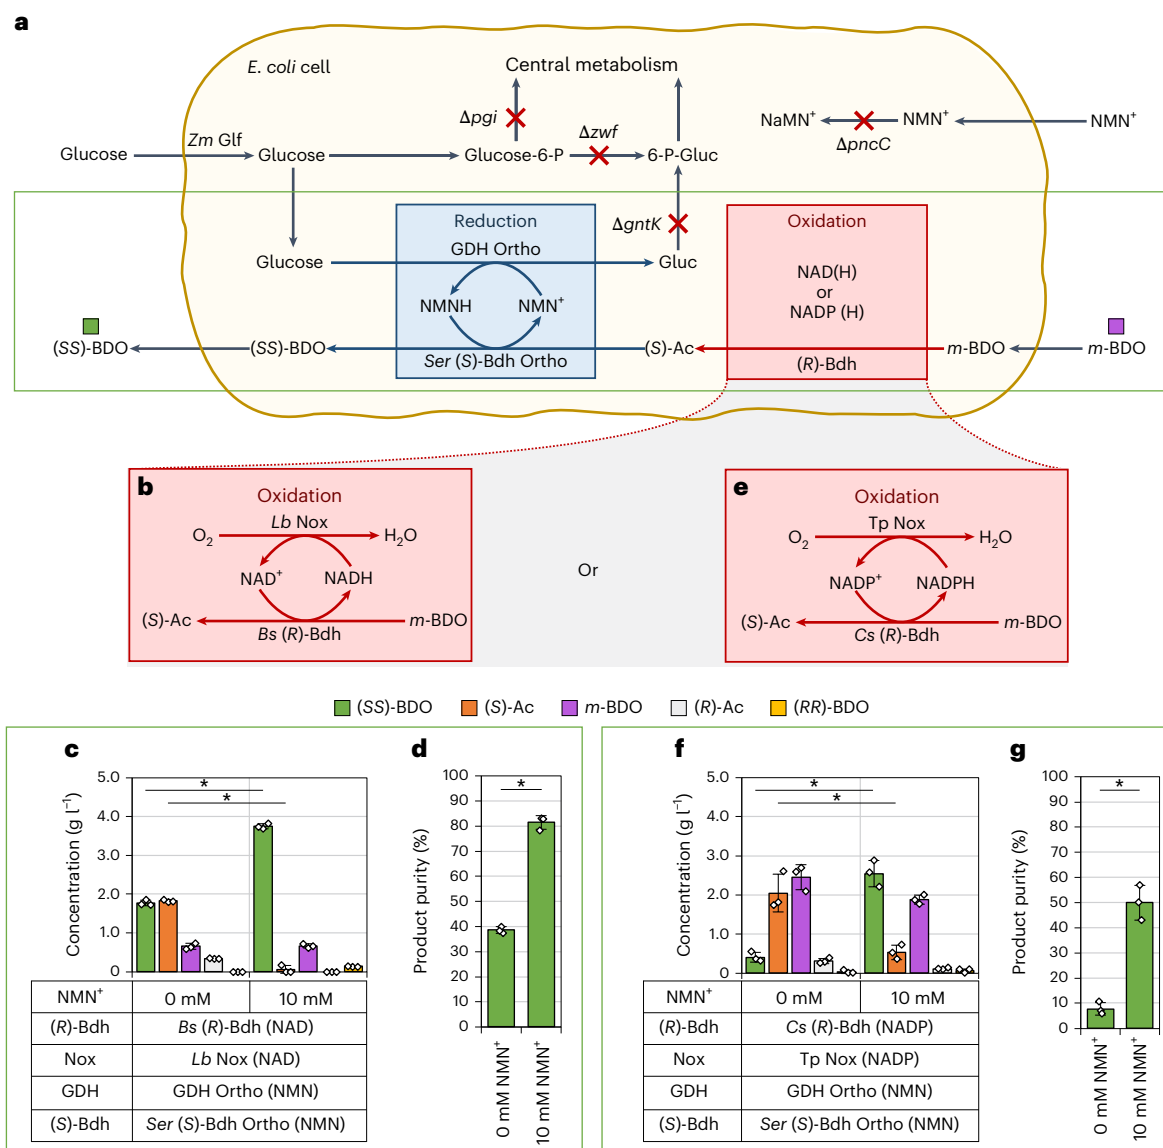 a
E. coli cell
Central metabolism
Δpgi
Δzwf
NaMN⁺
NMN⁺
NMN⁺
ΔpncC
Zm Glf
Glucose
Glucose
Glucose-6-P
6-P-Gluc
Reduction
ΔgntK
Oxidation
GDH Ortho
Glucose
Gluc
NAD(H)
or
NADP (H)
NMNH
NMN⁺
(SS)-BDO
(SS)-BDO
(S)-Ac
m-BDO
m-BDO
Ser (S)-Bdh Ortho
(R)-Bdh
b
Oxidation
Lb Nox
O₂
H₂O
NAD⁺
NADH
(S)-Ac
m-BDO
Bs (R)-Bdh
Or
e
Oxidation
Tp Nox
O₂
H₂O
NADP⁺
NADPH
(S)-Ac
m-BDO
Cs (R)-Bdh
(SS)-BDO (S)-Ac m-BDO (R)-Ac (RR)-BDO
c
Concentration (g l⁻¹)
5.0
4.0
3.0
2.0
1.0
0
*
*
NMN⁺ 0 mM 10 mM
(R)-Bdh Bs (R)-Bdh (NAD)
Nox Lb Nox (NAD)
GDH GDH Ortho (NMN)
(S)-Bdh Ser (S)-Bdh Ortho (NMN)
d
Product purity (%)
100
90
80
70
60
50
40
30
20
10
0
*
0 mM NMN⁺
10 mM NMN⁺
f
Concentration (g l⁻¹)
5.0
4.0
3.0
2.0
1.0
0
*
*
NMN⁺ 0 mM 10 mM
(R)-Bdh Cs (R)-Bdh (NADP)
Nox Tp Nox (NADP)
GDH GDH Ortho (NMN)
(S)-Bdh Ser (S)-Bdh Ortho (NMN)
g
Product purity (%)
100
90
80
70
60
50
40
30
20
10
0
*
0 mM NMN⁺
10 mM NMN⁺